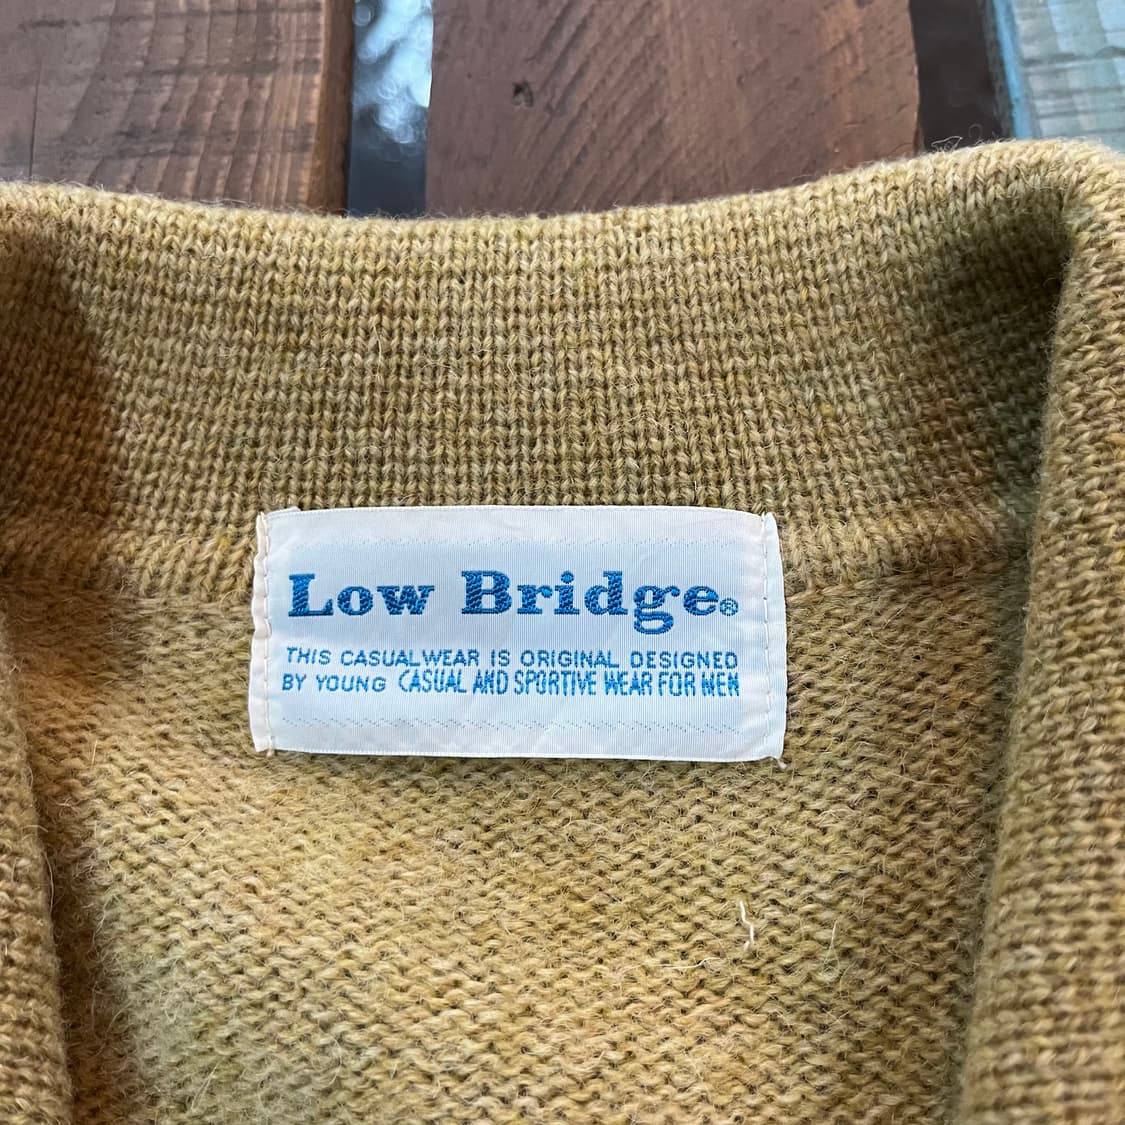 Low Bridge®
THIS CASUALWEAR IS ORIGINAL DESIGNED
BY YOUNG CASUAL AND SPORTIVE WEAR FOR MEN